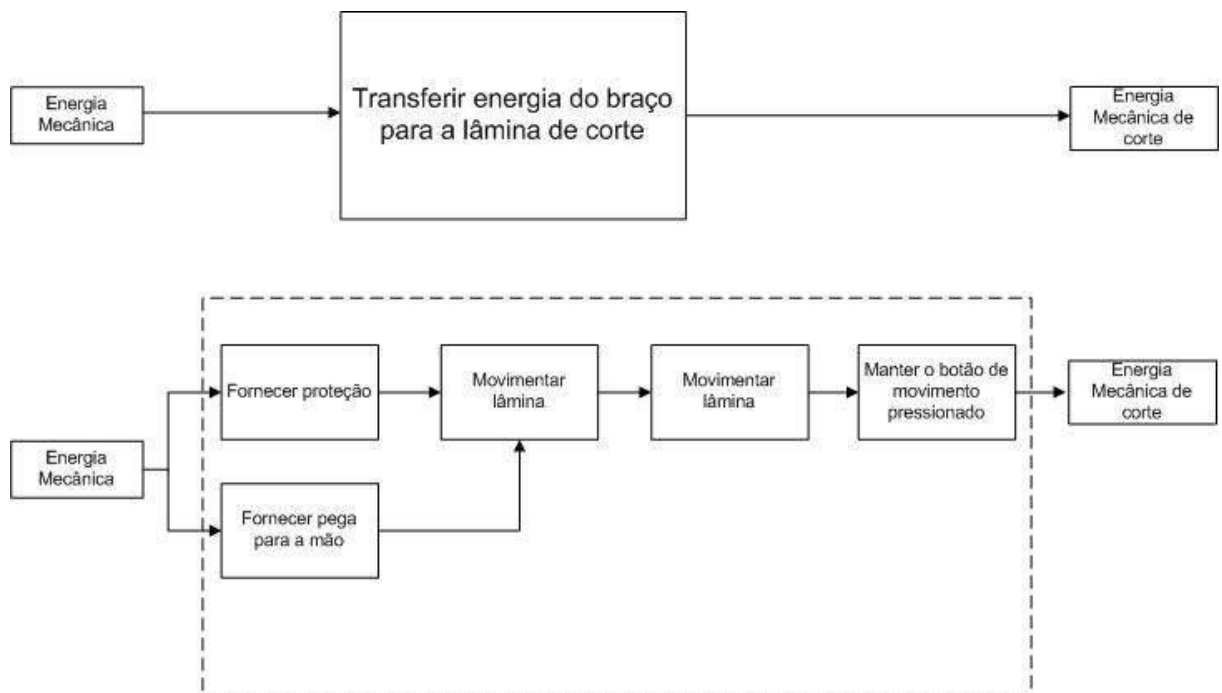 Energia
Mecânica
Transferir energia do braço
para a lâmina de corte
Energia
Mecânica de
corte
Fornecer proteção
Movimentar
lâmina
Movimentar
lâmina
Manter o botão de
movimento
pressionado
Energia
Mecânica de
corte
Energia
Mecânica
Fornecer pega
para a mão